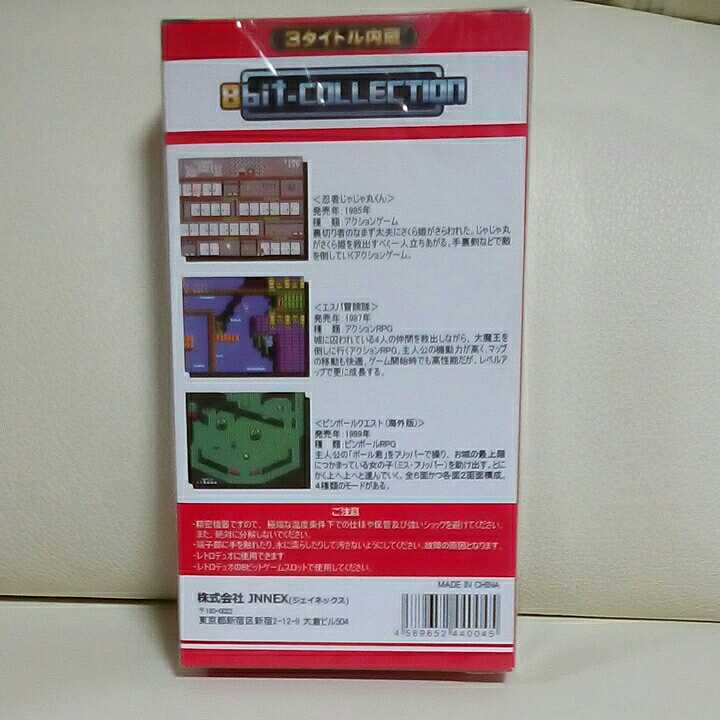 3タイトル内蔵
8bit-COLLECTION
＜忍者じゃじゃ丸くん＞
発売年：1985年
種　類：アクションゲーム
裏切り者のなまず太夫にさくら姫がさらわれた。じゃじゃ丸
がさくら姫を救出すべく一人立ちあがる。手裏剣などで敵
を倒していくアクションゲーム。
＜エスパ冒険隊＞
発売年：1987年
種　類：アクションRPG
城に囚われている4人の仲間を救出しながら、大魔王を
倒しに行くアクションRPG。主人公の機動力が高く、マップ
の移動も快適。ゲーム開始時でも高性能だが、レベルア
ップで更に成長する。
＜ピンボールクエスト（海外版）＞
発売年：1989年
種　類：ピンボールRPG
主人公の「ボール君」をフリッパーで操り、お城の最上階
につかまっている女の子（ミス・フリッパー）を助け出す。とに
かく上へ上へと進んでいく。全6面かつ各面2画面構成。
4種類のモードがある。
ご注意
・精密機器ですので、極端な温度条件下での仕様や保管及び強いショックを避けてください。
また、絶対に分解しないでください。
・端子部に手を触れたり、水に濡らしたりして汚さないようにしてください。故障の原因となります。
・レトロデュオに使用できます
・レトロデュオの8ビットゲームスロットで使用してください。
MADE IN CHINA
株式会社 JNNEX(ジェイネックス)
〒160-0022
東京都新宿区新宿2-12-8 大倉ビル504
4 569652 440045